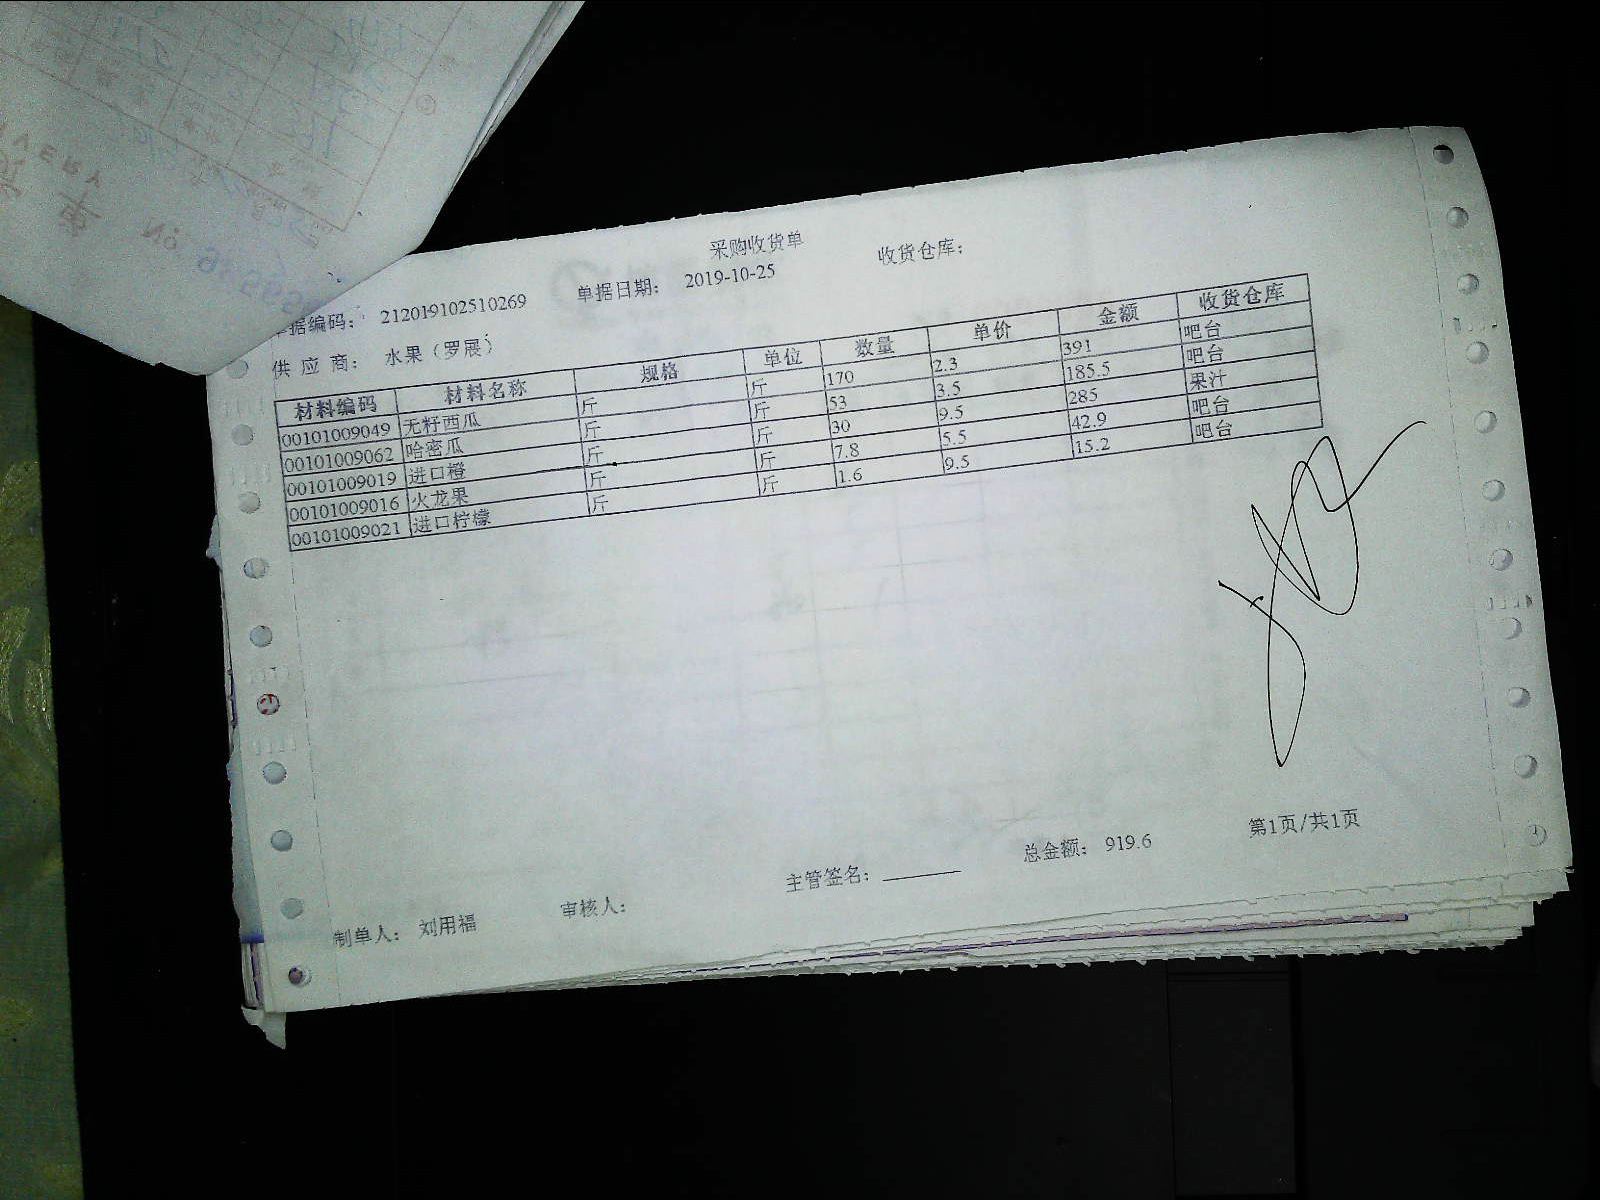 采购收货单
收货仓库：
据编码： 212019102510269 单据日期： 2019-10-25
供 应 商： 水果（罗展）
材料编码 材料名称 规格 单位 数量 单价 金额 收货仓库
00101009049 无籽西瓜 斤 斤 170 2.3 391 吧台
00101009062 哈密瓜 斤 斤 53 3.5 185.5 吧台
00101009019 进口橙 斤 斤 30 9.5 285 果汁
00101009016 火龙果 斤 斤 7.8 5.5 42.9 吧台
00101009021 进口柠檬 斤 斤 1.6 9.5 15.2 吧台
制单人： 刘用福 审核人： 主管签名： 总金额： 919.6 第1页/共1页